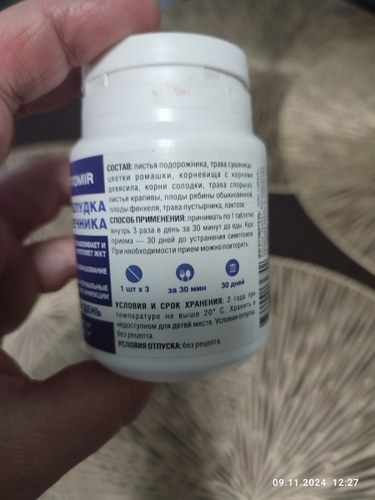 СОСТАВ: листья подорожника, трава сушеницы,
цветки ромашки, корневища с корнями
девясила, корни солодки, трава спорыша,
листья крапивы, плоды рябины обыкновенной,
плоды фенхеля, трава пустырника, лактоза.
СПОСОБ ПРИМЕНЕНИЯ: принимать по 1 таблетке
внутрь 3 раза в день за 30 минут до еды. Курс
приема — 30 дней до устранения симптомов.
При необходимости прием можно повторить.
1 шт х 3
за 30 мин
30 дней
УСЛОВИЯ И СРОК ХРАНЕНИЯ: 2 года при
температуре не выше 20° С. Хранить в
недоступном для детей месте. Условия отпуска:
без рецепта.
УСЛОВИЯ ОТПУСКА: без рецепта.
09.11.2024 12:27